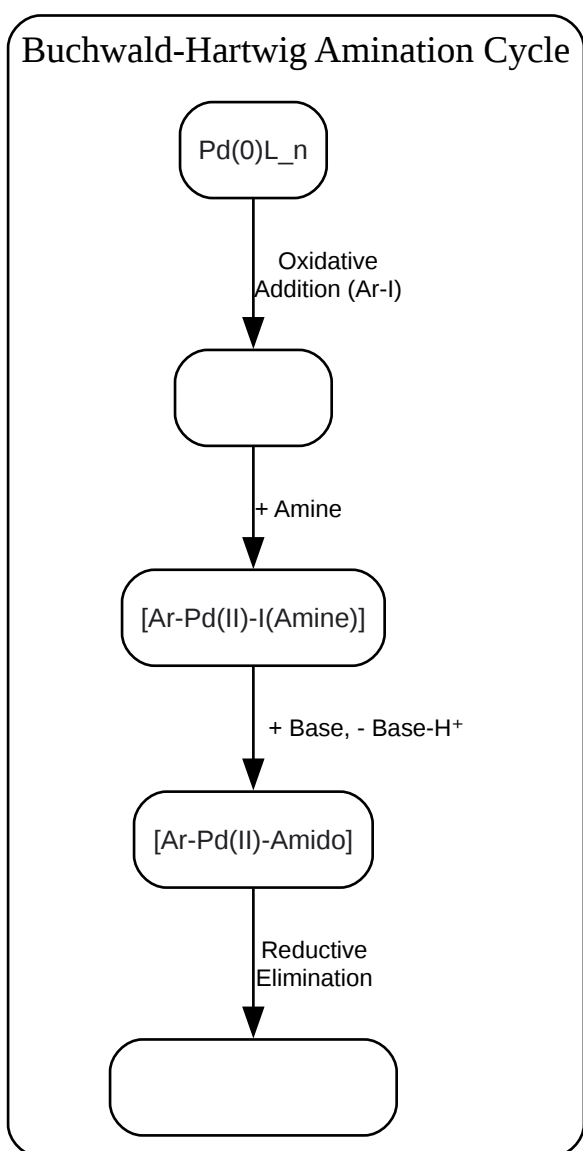 Buchwald-Hartwig Amination Cycle
Pd(0)L_n
Oxidative
Addition (Ar-I)
+ Amine
[Ar-Pd(II)-I(Amine)]
+ Base, - Base-H⁺
[Ar-Pd(II)-Amido]
Reductive
Elimination